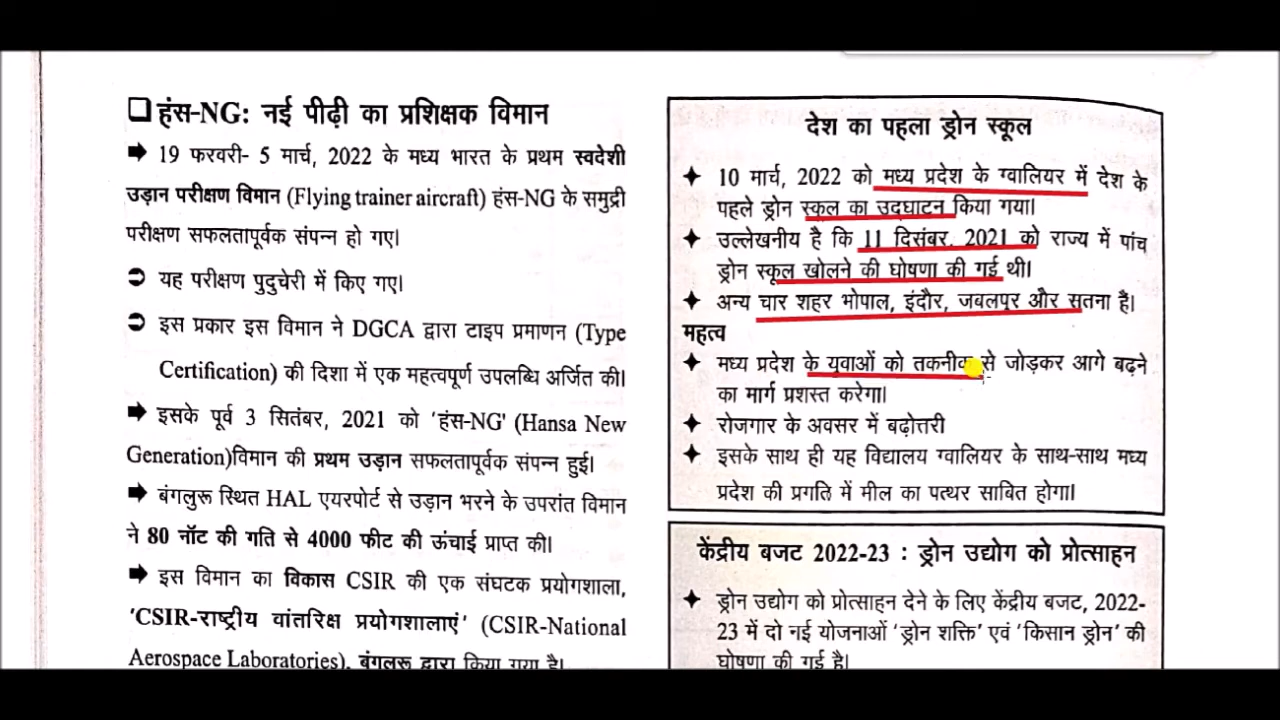 ❑ हंस-NG: नई पीढ़ी का प्रशिक्षक विमान
➡ 19 फरवरी- 5 मार्च, 2022 के मध्य भारत के प्रथम स्वदेशी
उड़ान परीक्षण विमान (Flying trainer aircraft) हंस-NG के समुद्री
परीक्षण सफलतापूर्वक संपन्न हो गए।
➲ यह परीक्षण पुदुचेरी में किए गए।
➲ इस प्रकार इस विमान ने DGCA द्वारा टाइप प्रमाणन (Type
Certification) की दिशा में एक महत्वपूर्ण उपलब्धि अर्जित की।
➡ इसके पूर्व 3 सितंबर, 2021 को 'हंस-NG' (Hansa New
Generation)विमान की प्रथम उड़ान सफलतापूर्वक संपन्न हुई।
➡ बंगलुरू स्थित HAL एयरपोर्ट से उड़ान भरने के उपरांत विमान
ने 80 नॉट की गति से 4000 फीट की ऊंचाई प्राप्त की।
➡ इस विमान का विकास CSIR की एक संघटक प्रयोगशाला,
'CSIR-राष्ट्रीय वांतरिक्ष प्रयोगशालाएं' (CSIR-National
Aerospace Laboratories), बंगलुरू द्वारा किया गया है।
देश का पहला ड्रोन स्कूल
✦ 10 मार्च, 2022 को मध्य प्रदेश के ग्वालियर में देश के
पहले ड्रोन स्कूल का उद्घाटन किया गया।
✦ उल्लेखनीय है कि 11 दिसंबर, 2021 को राज्य में पांच
ड्रोन स्कूल खोलने की घोषणा की गई थी।
✦ अन्य चार शहर भोपाल, इंदौर, जबलपुर और सतना है।
महत्व
✦ मध्य प्रदेश के युवाओं को तकनीक से जोड़कर आगे बढ़ने
का मार्ग प्रशस्त करेगा।
✦ रोजगार के अवसर में बढ़ोत्तरी
✦ इसके साथ ही यह विद्यालय ग्वालियर के साथ-साथ मध्य
प्रदेश की प्रगति में मील का पत्थर साबित होगा।
केंद्रीय बजट 2022-23 : ड्रोन उद्योग को प्रोत्साहन
✦ ड्रोन उद्योग को प्रोत्साहन देने के लिए केंद्रीय बजट, 2022-
23 में दो नई योजनाओं 'ड्रोन शक्ति' एवं 'किसान ड्रोन' की
घोषणा की गई है।